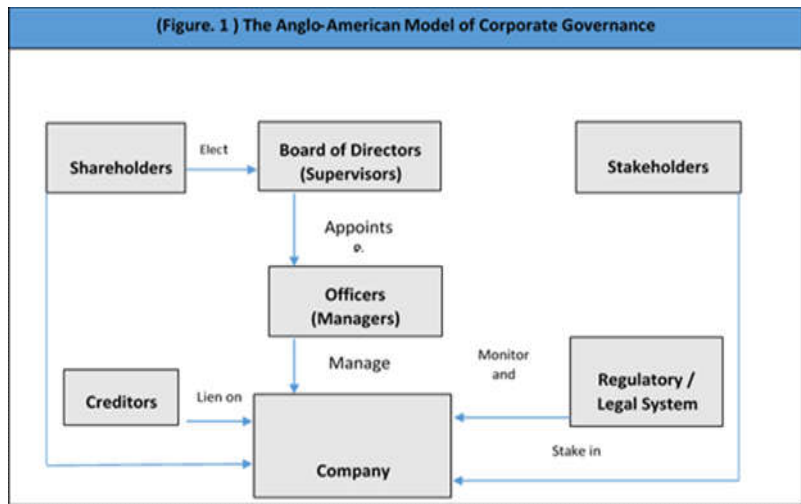 (Figure. 1 ) The Anglo-American Model of Corporate Governance
Shareholders
Elect
Board of Directors
(Supervisors)
Stakeholders
Appoints
Officers
(Managers)
Manage
Monitor
and
Regulatory /
Legal System
Creditors
Lien on
Stake in
Company